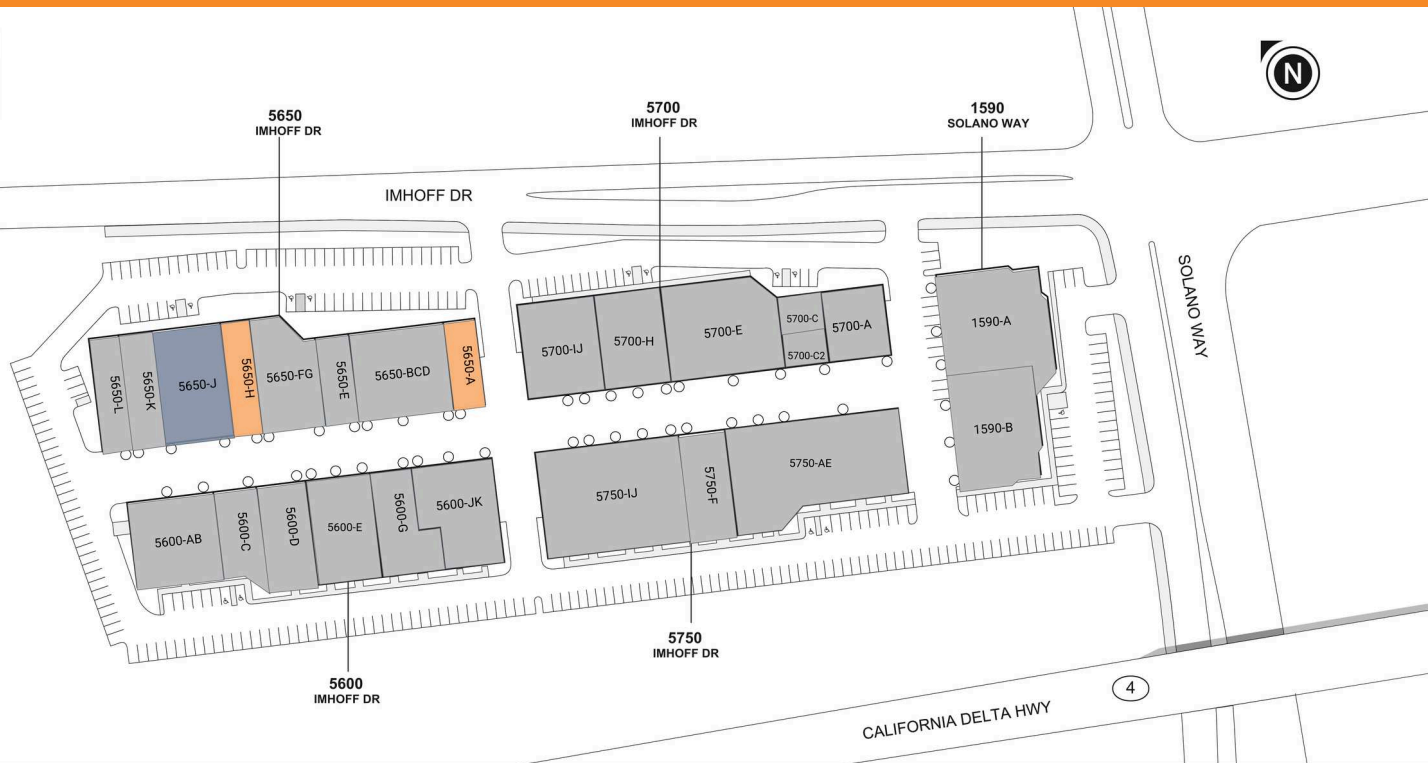 N
5650
IMHOFF DR
5700
IMHOFF DR
1590
SOLANO WAY
IMHOFF DR
SOLANO WAY
5650-L
5650-K
5650-J
5650-H
5650-FG
5650-E
5650-BCD
5650-A
5700-IJ
5700-H
5700-E
5700-C
5700-C2
5700-A
1590-A
1590-B
5600-AB
5600-C
5600-D
5600-E
5600-G
5600-JK
5750-IJ
5750-F
5750-AE
5750
IMHOFF DR
5600
IMHOFF DR
4
CALIFORNIA DELTA HWY